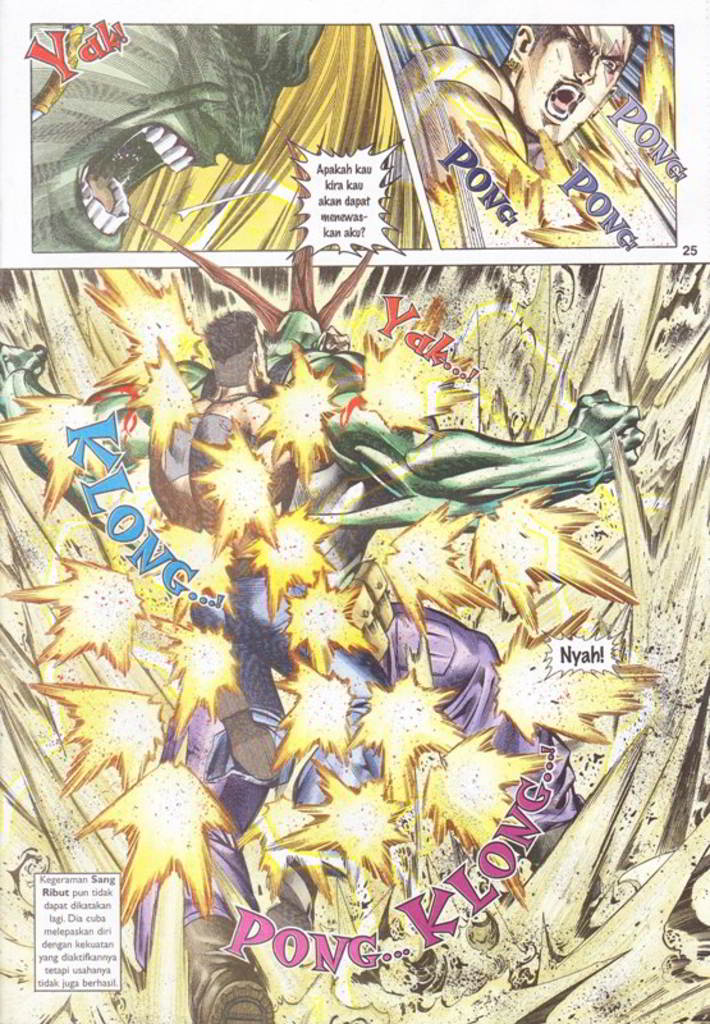 Yak!
Apakah kau
kira kau
akan dapat
menewas-
kan aku?
PONG!
PONG!
PONG!
PONG!
25
Yak...!
KLONG...!
Nyah!
PONG... KLONG...!
Kegeraman Sang
Ribut pun tidak
dapat dikatakan
lagi. Dia cuba
melepaskan diri
dengan kekuatan
yang diaktifkannya
tetapi usahanya
tidak juga berhasil.